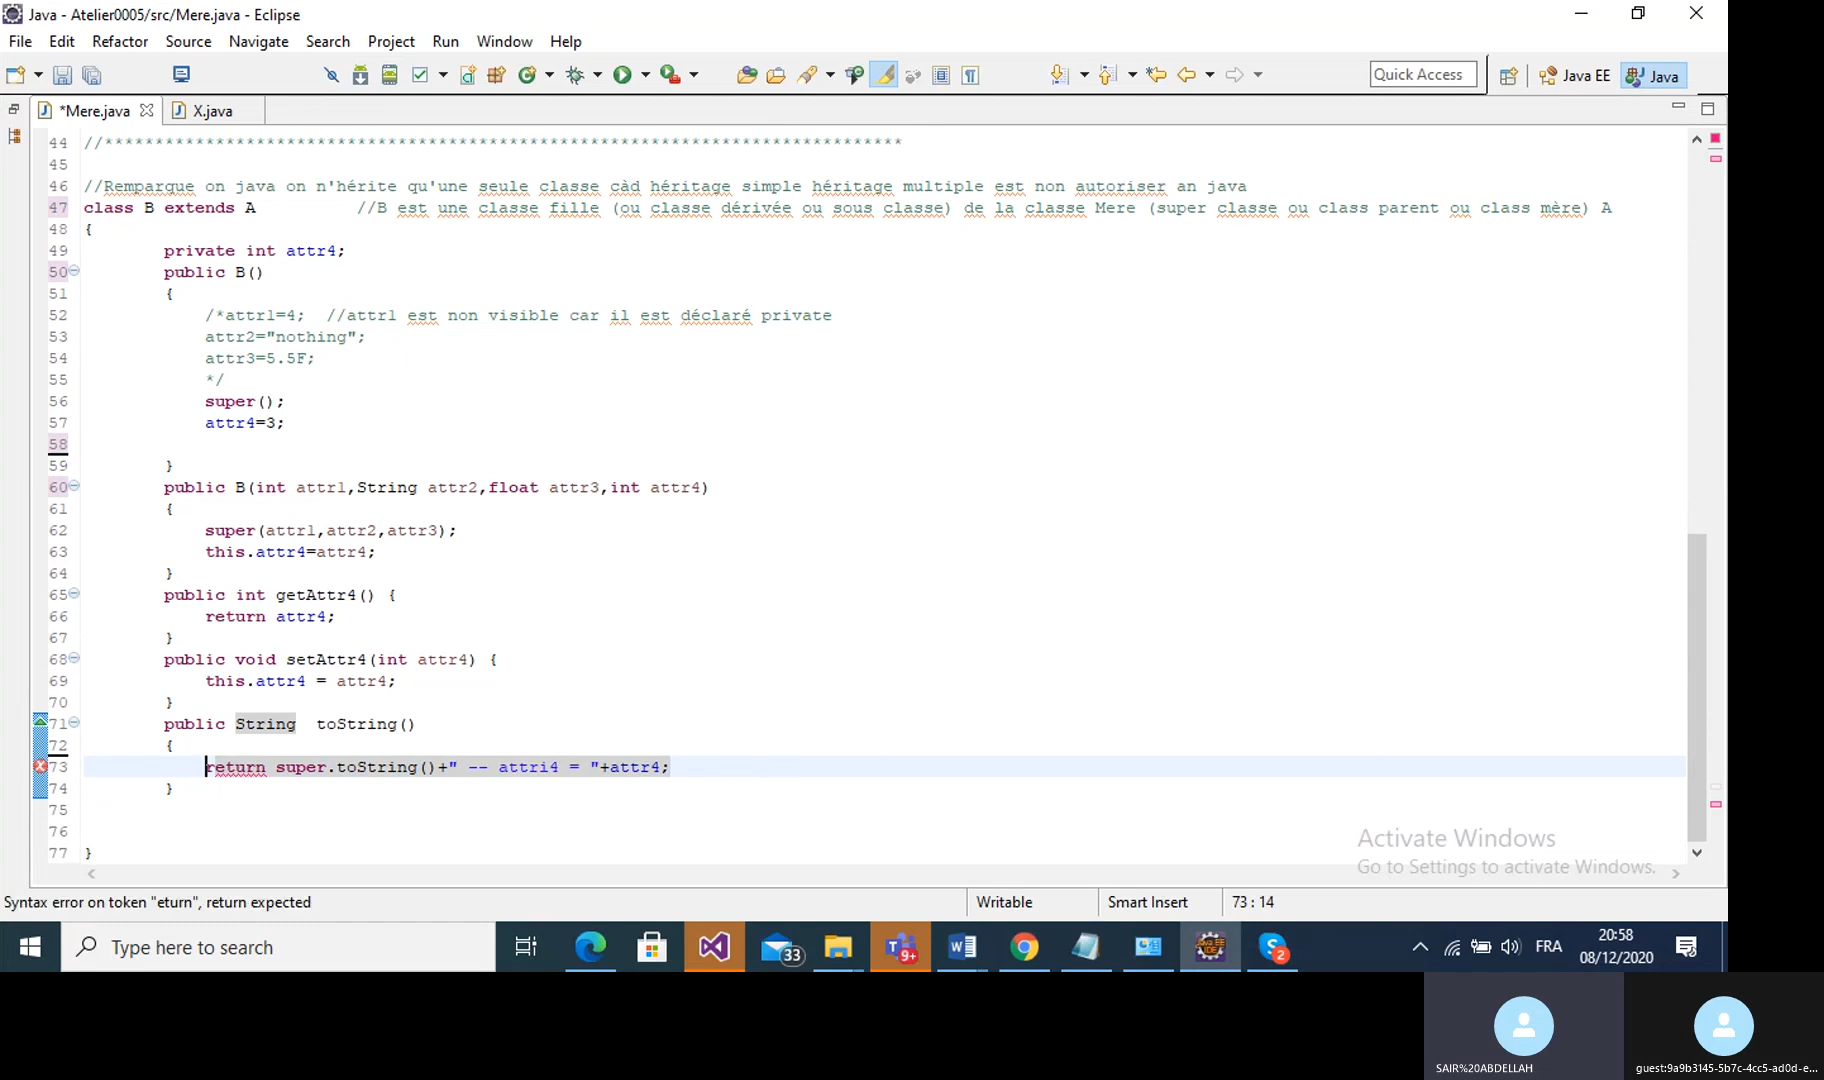 Java - Atelier0005/src/Mere.java - Eclipse
File Edit Refactor Source Navigate Search Project Run Window Help
Quick Access Java EE Java
*Mere.java X.java
44 //*******************************************************************************
45
46 //Remparque on java on n'hérite qu'une seule classe càd héritage simple héritage multiple est non autoriser an java
47 class B extends A //B est une classe fille (ou classe dérivée ou sous classe) de la classe Mere (super classe ou class parent ou class mère) A
48 {
49 private int attr4;
50 public B()
51 {
52 /*attr1=4; //attr1 est non visible car il est déclaré private
53 attr2="nothing";
54 attr3=5.5F;
55 */
56 super();
57 attr4=3;
58
59 }
60 public B(int attr1,String attr2,float attr3,int attr4)
61 {
62 super(attr1,attr2,attr3);
63 this.attr4=attr4;
64 }
65 public int getAttr4() {
66 return attr4;
67 }
68 public void setAttr4(int attr4) {
69 this.attr4 = attr4;
70 }
71 public String toString()
72 {
73 return super.toString()+" -- attri4 = "+attr4;
74 }
75
76
77 }
Activate Windows
Go to Settings to activate Windows.
Syntax error on token "eturn", return expected Writable Smart Insert 73 : 14
Type here to search 33 9+ 2 FRA 20:58
08/12/2020
SAIR%20ABDELLAH guest:9a9b3145-5b7c-4cc5-ad0d-e...